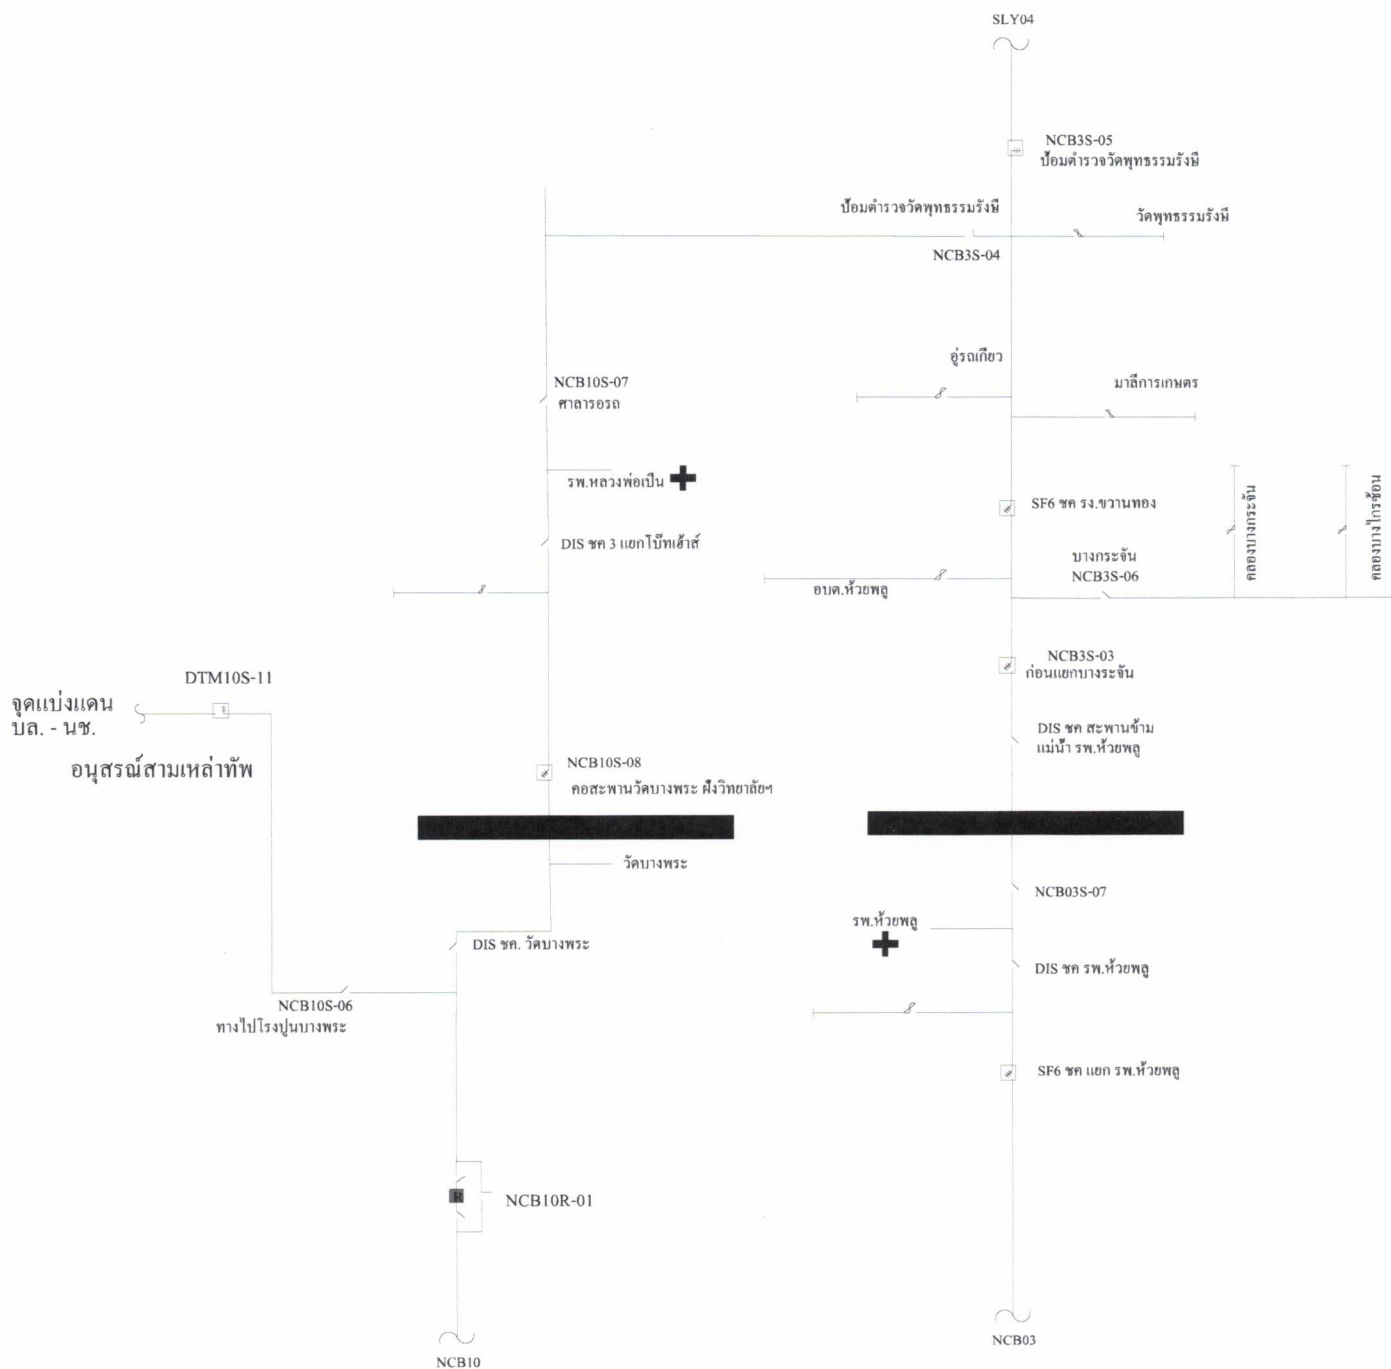 SLY04
NCB3S-05
ป้อมตำรวจวัดพุทธธรรมรังษี
ป้อมตำรวจวัดพุทธธรรมรังษี
วัดพุทธธรรมรังษี
NCB3S-04
อู่รถเกียว
มาลีการเกษตร
NCB10S-07
ศาลารอรถ
รพ.หลวงพ่อเปิ่น
SF6 ชค รง.ขวานทอง
DIS ชค 3 แยกโบ๊ทเฮ้าส์
บางกระจัน
NCB3S-06
คลองบางกระจัน
คลองบางไกรซ้อน
อบต.ห้วยพลู
NCB3S-03
ก่อนแยกบางระจัน
DTM10S-11
จุดแบ่งแดน
บล. - นช.
อนุสรณ์สามเหล่าทัพ
DIS ชค สะพานข้าม
แม่น้ำ รพ.ห้วยพลู
NCB10S-08
คอสะพานวัดบางพระ ฝั่งวิทยาลัยฯ
วัดบางพระ
NCB03S-07
รพ.ห้วยพลู
DIS ชค. วัดบางพระ
DIS ชค รพ.ห้วยพลู
NCB10S-06
ทางไปโรงปูนบางพระ
SF6 ชค แยก รพ.ห้วยพลู
R
NCB10R-01
NCB10
NCB03